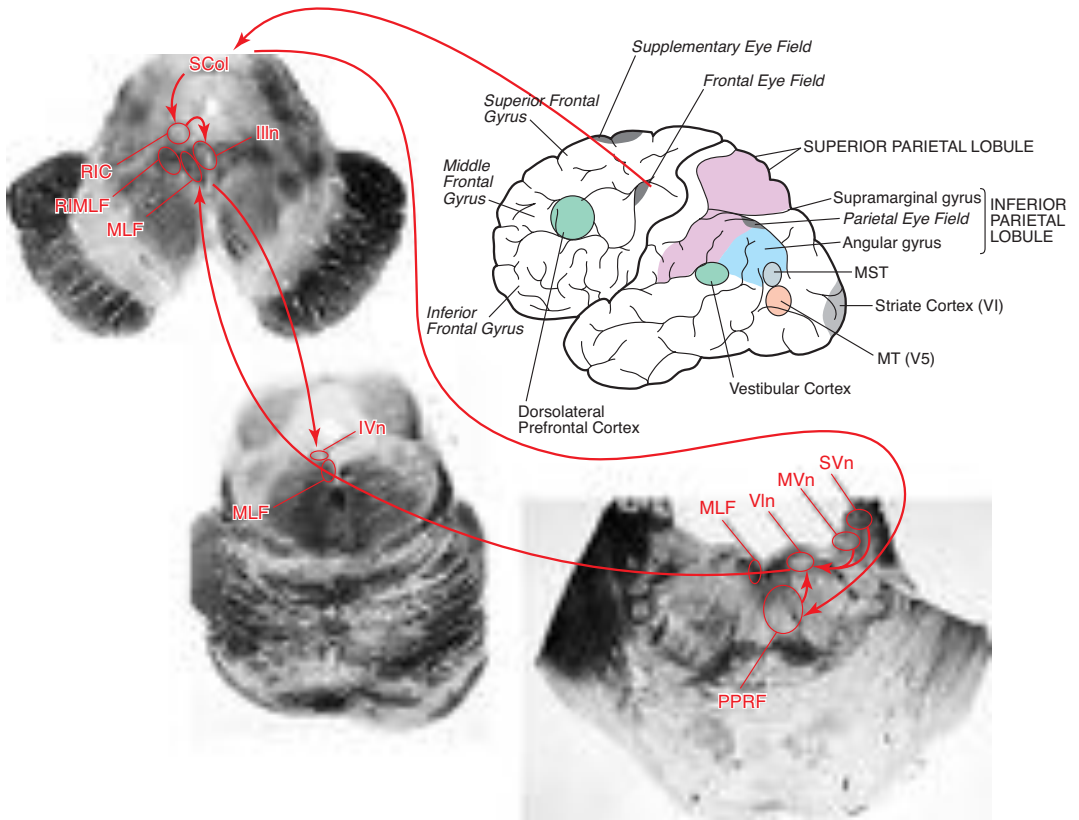 SCol
RIC
RIMLF
MLF
IIIn
Supplementary Eye Field
Frontal Eye Field
Superior Frontal
Gyrus
Middle
Frontal
Gyrus
Inferior
Frontal Gyrus
SUPERIOR PARIETAL LOBULE
Supramarginal gyrus
Parietal Eye Field
Angular gyrus
INFERIOR
PARIETAL
LOBULE
MST
Striate Cortex (VI)
MT (V5)
Vestibular Cortex
Dorsolateral
Prefrontal Cortex
IVn
MLF
SVn
MVn
VIn
MLF
PPRF